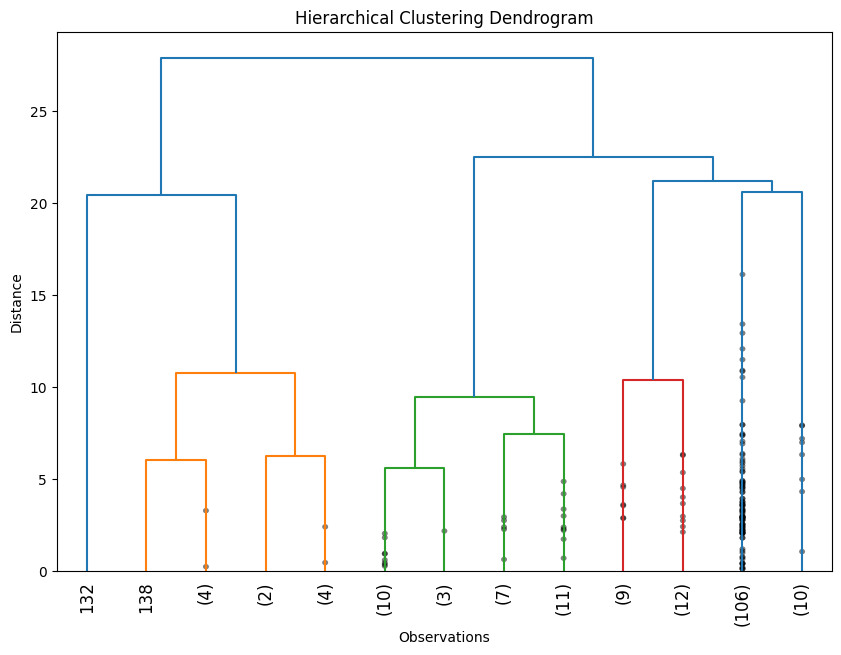 Hierarchical Clustering Dendrogram
Distance
25
20
15
10
5
0
132 138 (4) (2) (4) (10) (3) (7) (11) (9) (12) (106) (10)
Observations